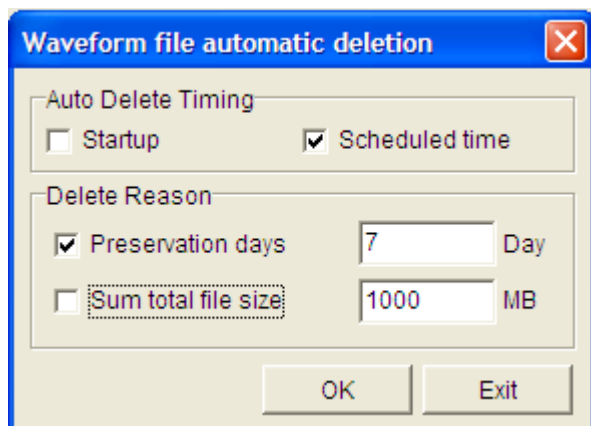 Waveform file automatic deletion
Auto Delete Timing
Startup Scheduled time
Delete Reason
Preservation days 7 Day
Sum total file size 1000 MB
OK Exit